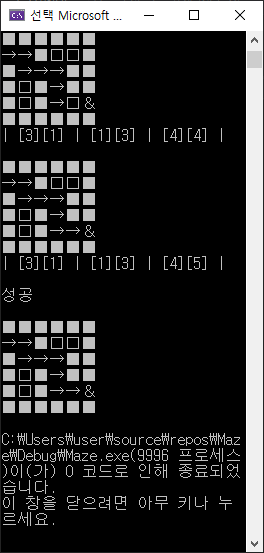 선택 Microsoft ...
■■■■■■
→→■□□■
■→→→■■
■□■→■■
■□■→□&
■■■■■■
| [3][1] | [1][3] | [4][4] |
■■■■■■
→→■□□■
■→→→■■
■□■→■■
■□■→→&
■■■■■■
| [3][1] | [1][3] | [4][5] |
성공
■■■■■■
→→■□□■
■→→→■■
■□■→■■
■□■→→&
■■■■■■
C:₩Users₩user₩source₩repos₩Maz
e₩Debug₩Maze.exe(9996 프로세스
)이(가) 0 코드로 인해 종료되었
습니다.
이 창을 닫으려면 아무 키나 누
르세요.